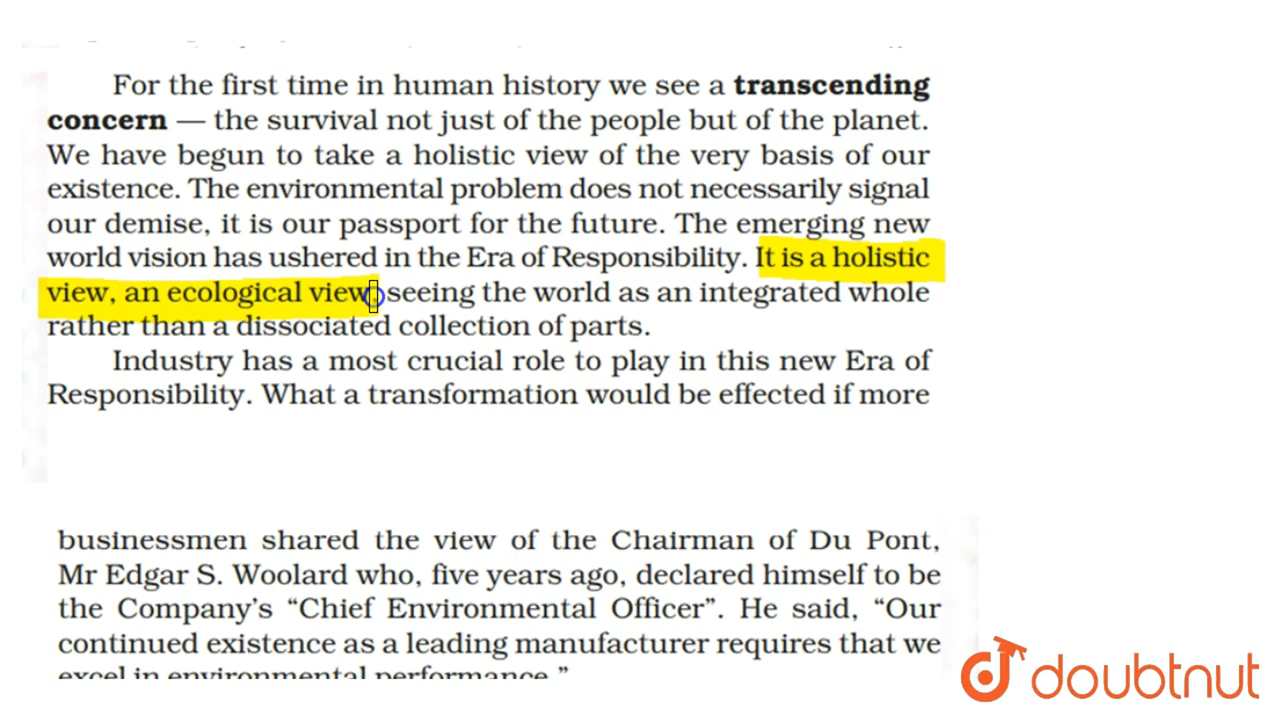 For the first time in human history we see a transcending
concern — the survival not just of the people but of the planet.
We have begun to take a holistic view of the very basis of our
existence. The environmental problem does not necessarily signal
our demise, it is our passport for the future. The emerging new
world vision has ushered in the Era of Responsibility. It is a holistic
view, an ecological view, seeing the world as an integrated whole
rather than a dissociated collection of parts.
Industry has a most crucial role to play in this new Era of
Responsibility. What a transformation would be effected if more
businessmen shared the view of the Chairman of Du Pont,
Mr Edgar S. Woolard who, five years ago, declared himself to be
the Company’s “Chief Environmental Officer”. He said, “Our
continued existence as a leading manufacturer requires that we
excel in environmental performance.”
doubtnut